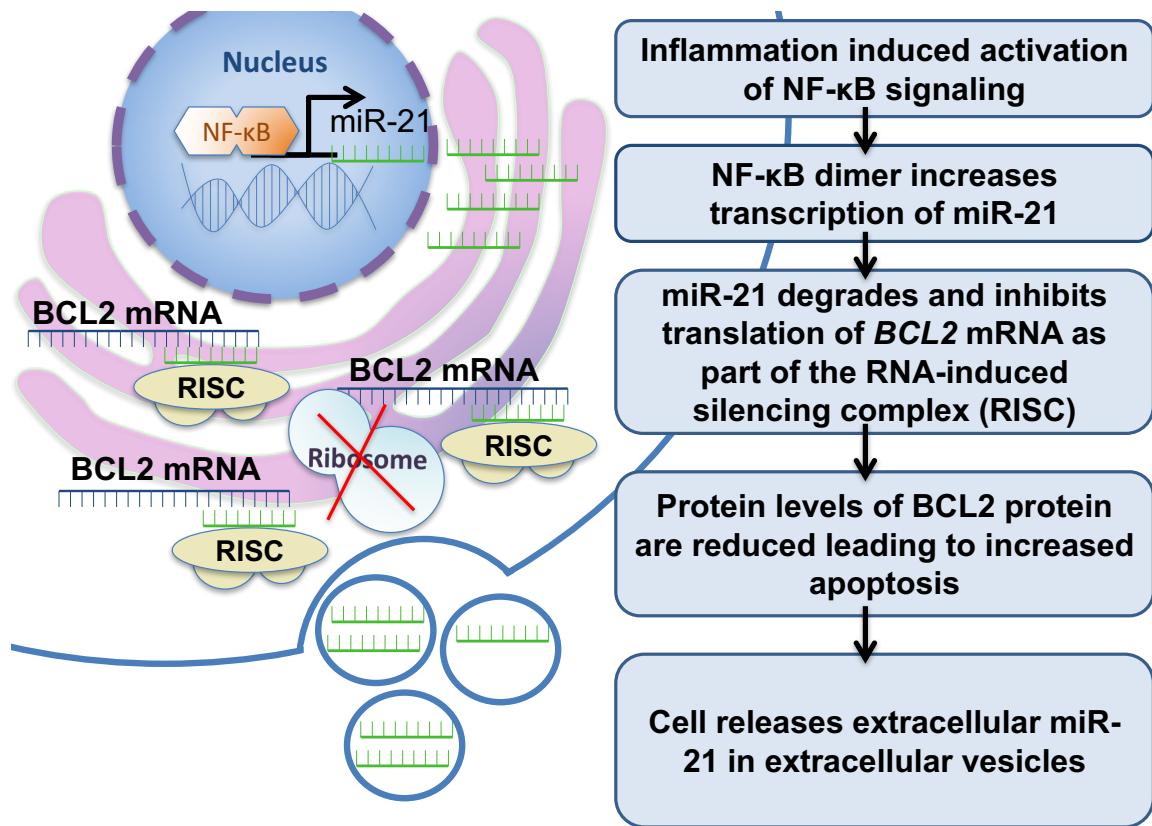 Nucleus
NF-κB
miR-21
BCL2 mRNA
RISC
BCL2 mRNA
RISC
Ribosome
BCL2 mRNA
RISC
Inflammation induced activation
of NF-κB signaling
NF-κB dimer increases
transcription of miR-21
miR-21 degrades and inhibits
translation of BCL2 mRNA as
part of the RNA-induced
silencing complex (RISC)
Protein levels of BCL2 protein
are reduced leading to increased
apoptosis
Cell releases extracellular miR-
21 in extracellular vesicles